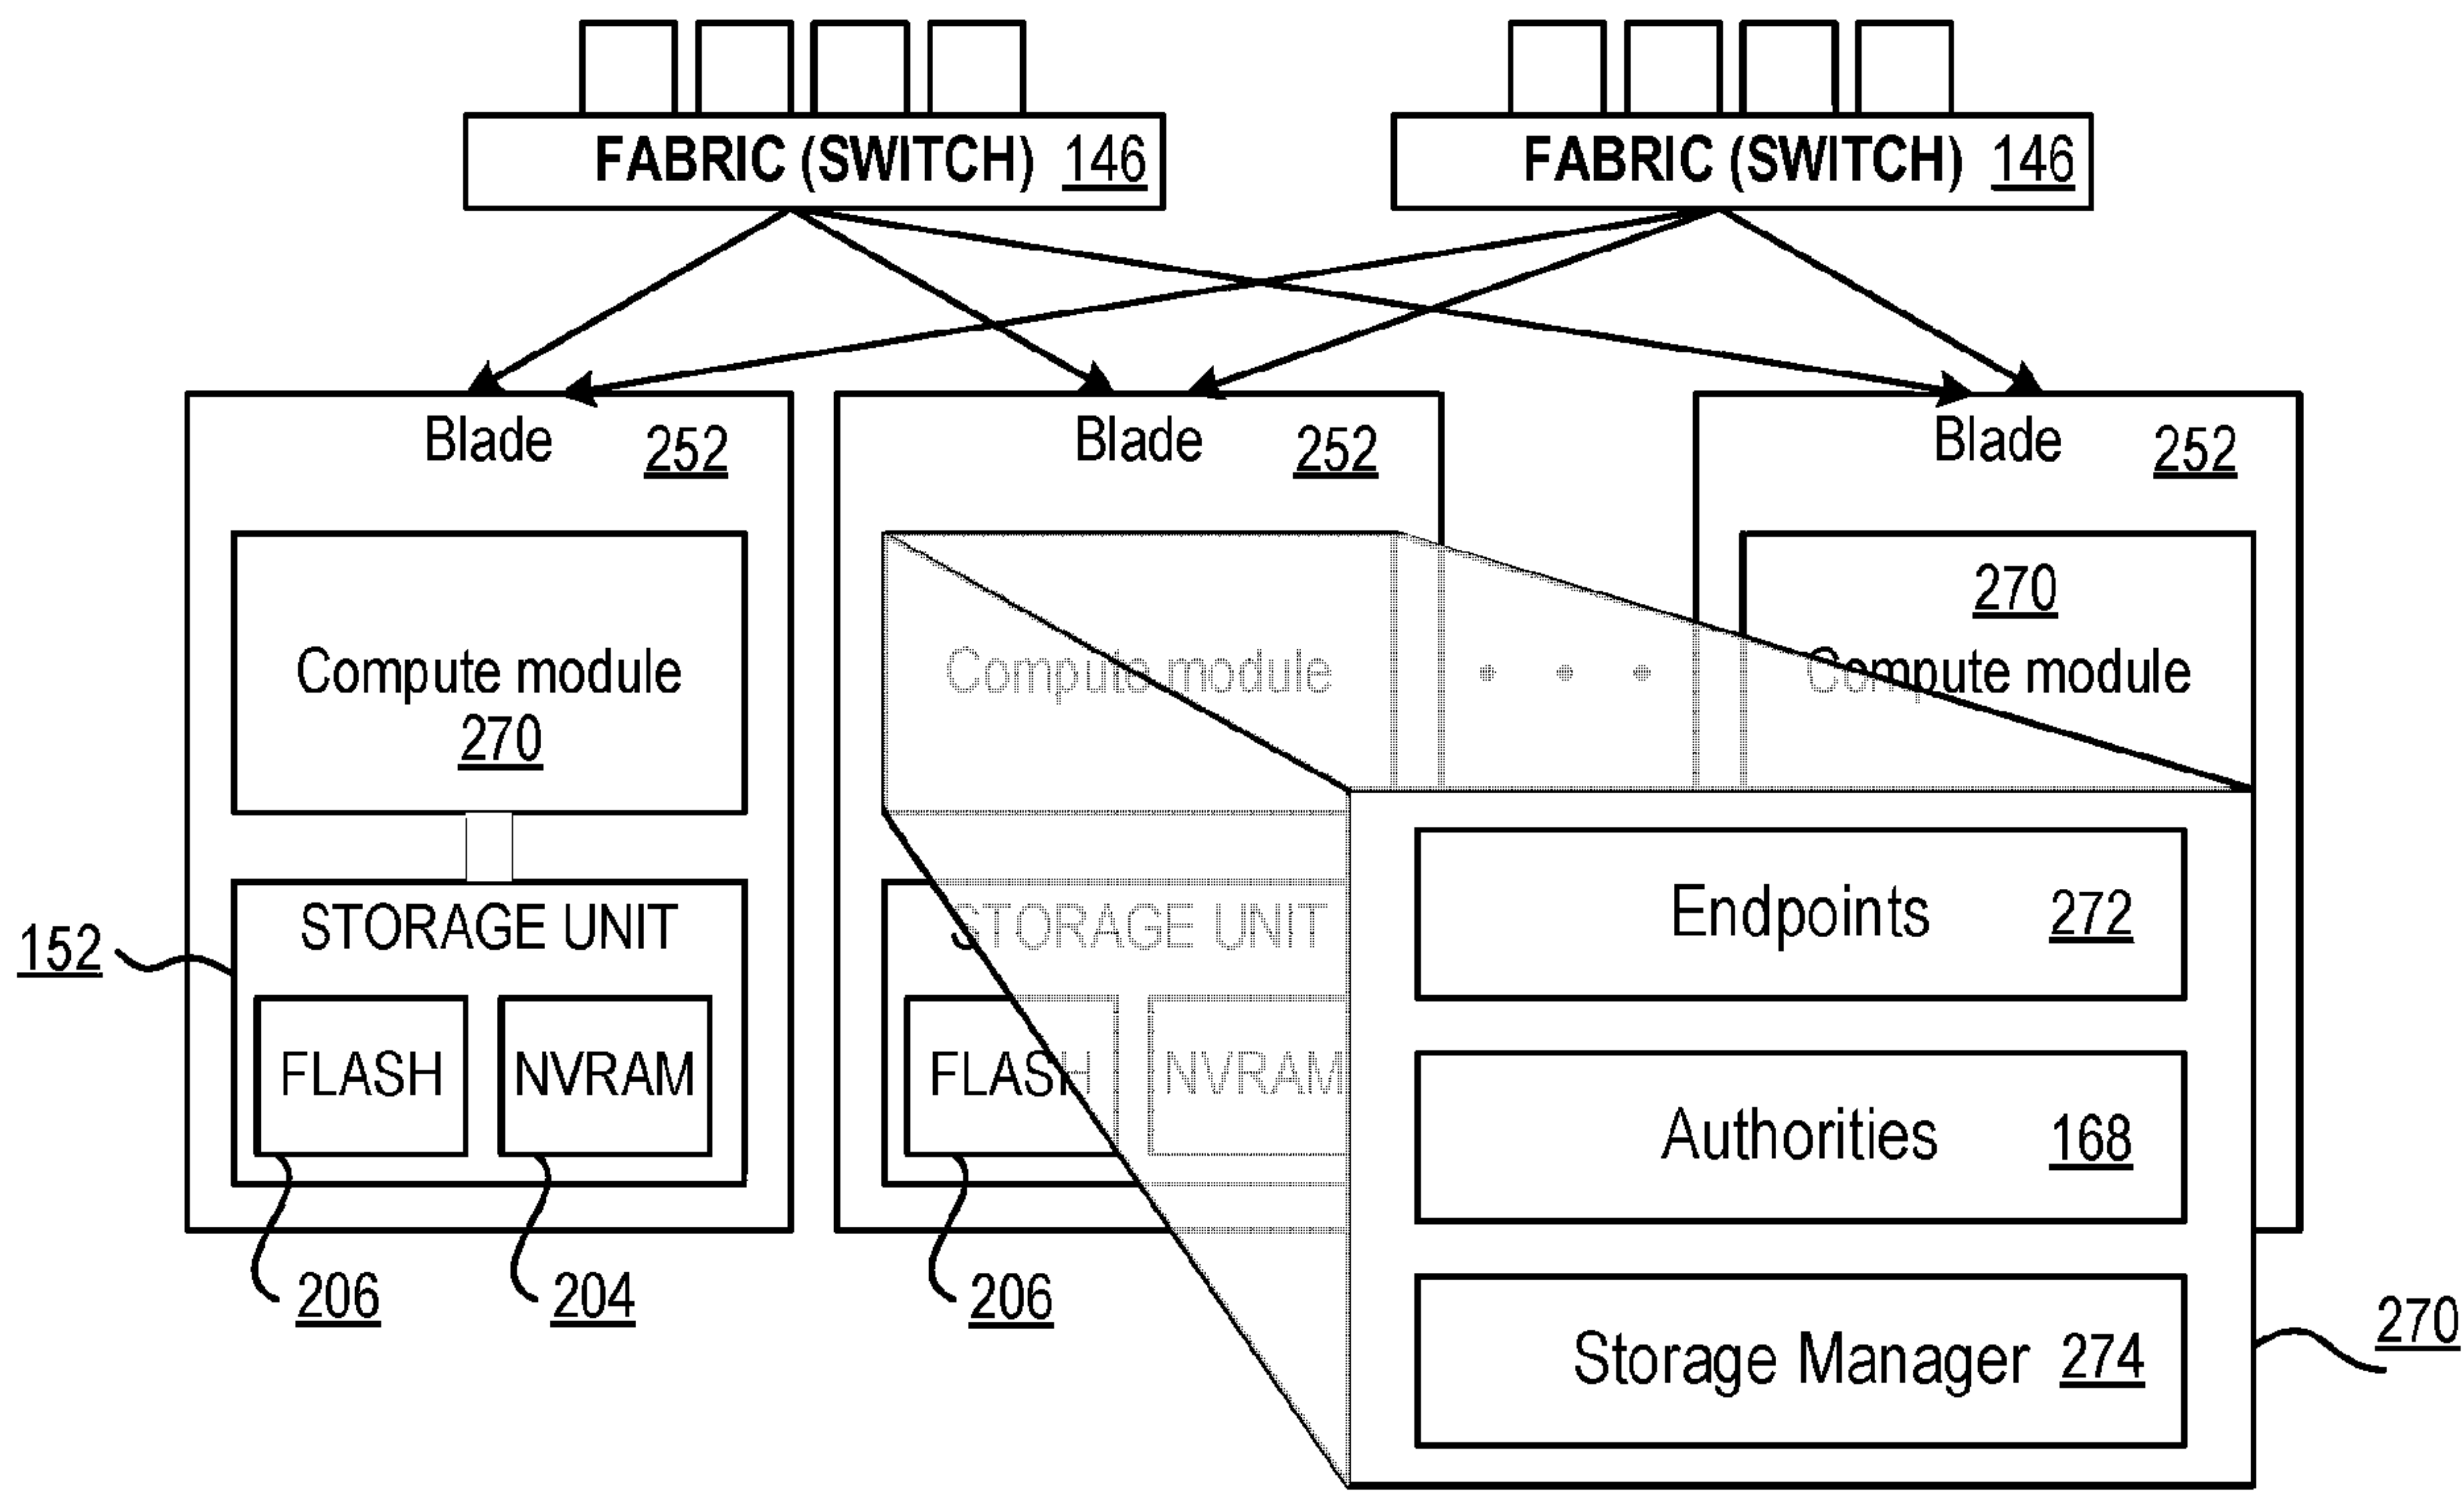 FABRIC (SWITCH) 146
FABRIC (SWITCH) 146
Blade 252
Blade 252
Blade 252
Compute module
270
Compute module
270
Compute module
STORAGE UNIT
152
FLASH
NVRAM
206
204
STORAGE UNIT
FLASH
NVRAM
206
Endpoints 272
Authorities 168
Storage Manager 274
270